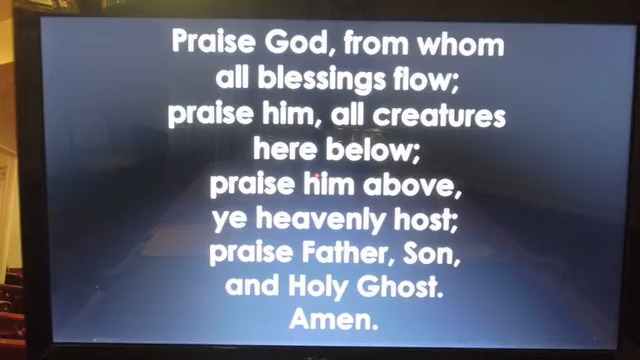 Praise God, from whom
all blessings flow;
praise him, all creatures
here below;
praise him above,
ye heavenly host;
praise Father, Son,
and Holy Ghost.
Amen.